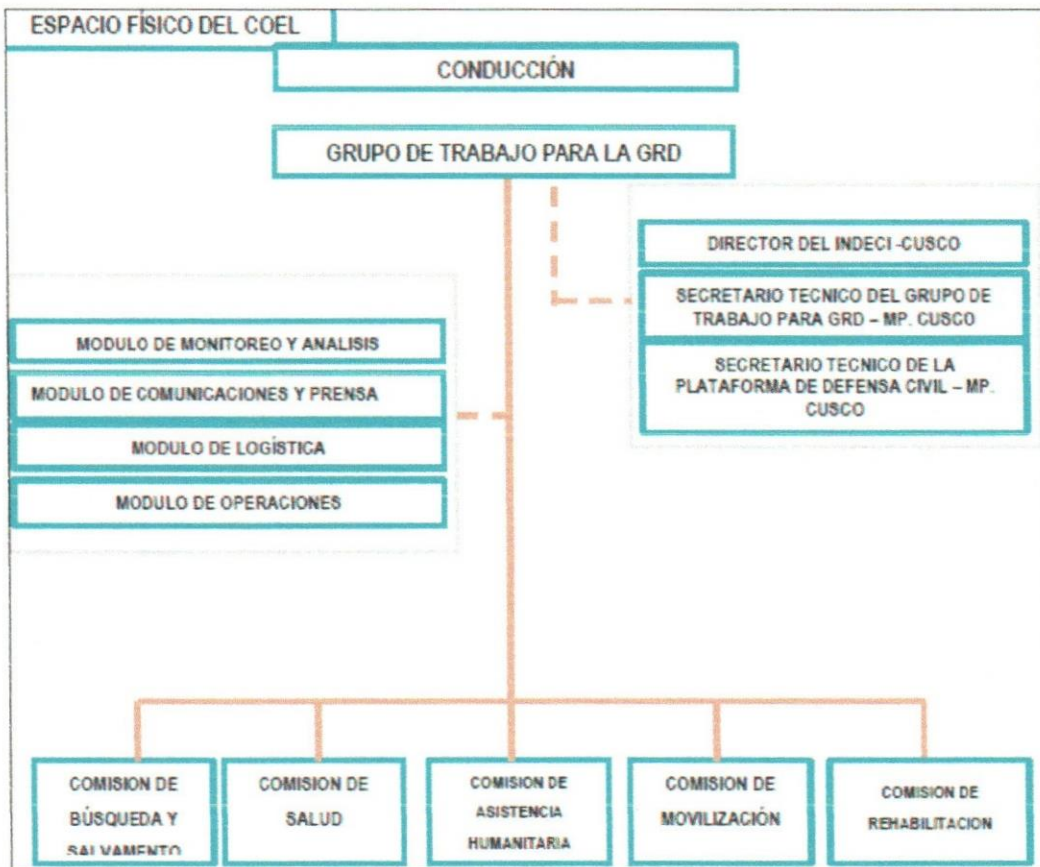 ESPACIO FÍSICO DEL COEL
CONDUCCIÓN
GRUPO DE TRABAJO PARA LA GRD
DIRECTOR DEL INDECI -CUSCO
SECRETARIO TECNICO DEL GRUPO DE
TRABAJO PARA GRD – MP. CUSCO
SECRETARIO TECNICO DE LA
PLATAFORMA DE DEFENSA CIVIL – MP.
CUSCO
MODULO DE MONITOREO Y ANALISIS
MODULO DE COMUNICACIONES Y PRENSA
MODULO DE LOGÍSTICA
MODULO DE OPERACIONES
COMISION DE
BÚSQUEDA Y
SALVAMENTO
COMISION DE
SALUD
COMISION DE
ASISTENCIA
HUMANITARIA
COMISION DE
MOVILIZACIÓN
COMISION DE
REHABILITACION